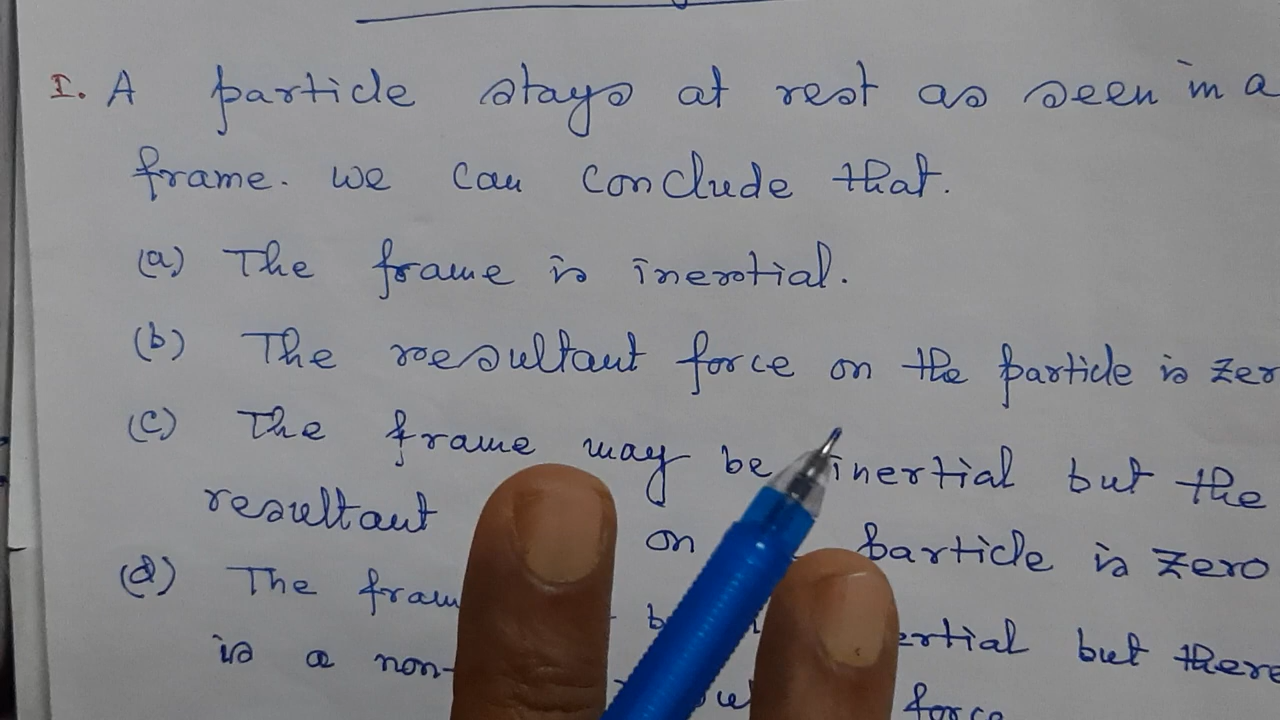 I. A particle stays at rest as seen in a
frame. we can conclude that.
(a) The frame is inertial.
(b) The resultant force on the particle is zer
(c) The frame may be inertial but the
resultant on particle is zero
(d) The fram but there
is a non- force